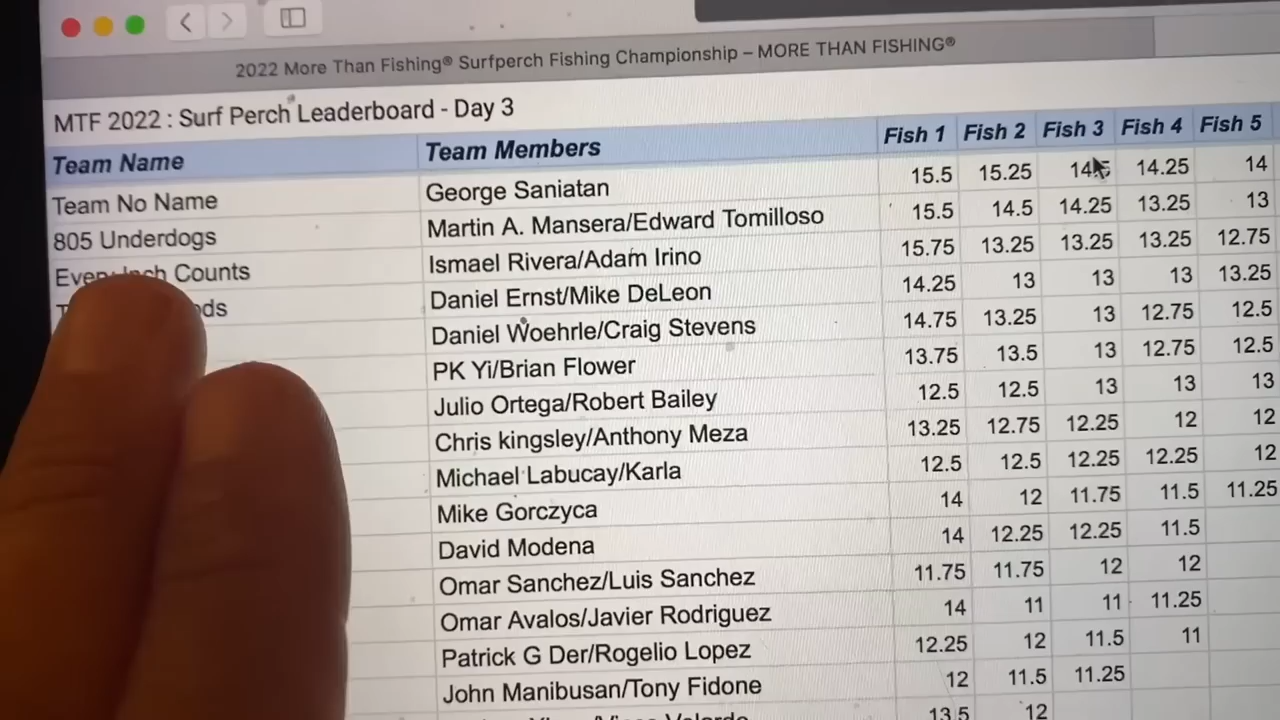 2022 More Than Fishing® Surfperch Fishing Championship – MORE THAN FISHING®
MTF 2022 : Surf Perch Leaderboard - Day 3
Team Name Team Members Fish 1 Fish 2 Fish 3 Fish 4 Fish 5
Team No Name George Saniatan 15.5 15.25 14.25 14
805 Underdogs Martin A. Mansera/Edward Tomilloso 15.5 14.5 14.25 13.25 13
Every Inch Counts Ismael Rivera/Adam Irino 15.75 13.25 13.25 13.25 12.75
Daniel Ernst/Mike DeLeon 14.25 13 13 13 13.25
Daniel Woehrle/Craig Stevens 14.75 13.25 13 12.75 12.5
PK Yi/Brian Flower 13.75 13.5 13 12.75 12.5
Julio Ortega/Robert Bailey 12.5 12.5 13 13 13
Chris kingsley/Anthony Meza 13.25 12.75 12.25 12 12
Michael Labucay/Karla 12.5 12.5 12.25 12.25 12
Mike Gorczyca 14 12 11.75 11.5 11.25
David Modena 14 12.25 12.25 11.5
Omar Sanchez/Luis Sanchez 11.75 11.75 12 12
Omar Avalos/Javier Rodriguez 14 11 11 11.25
Patrick G Der/Rogelio Lopez 12.25 12 11.5 11
John Manibusan/Tony Fidone 12 11.5 11.25
13.5 12